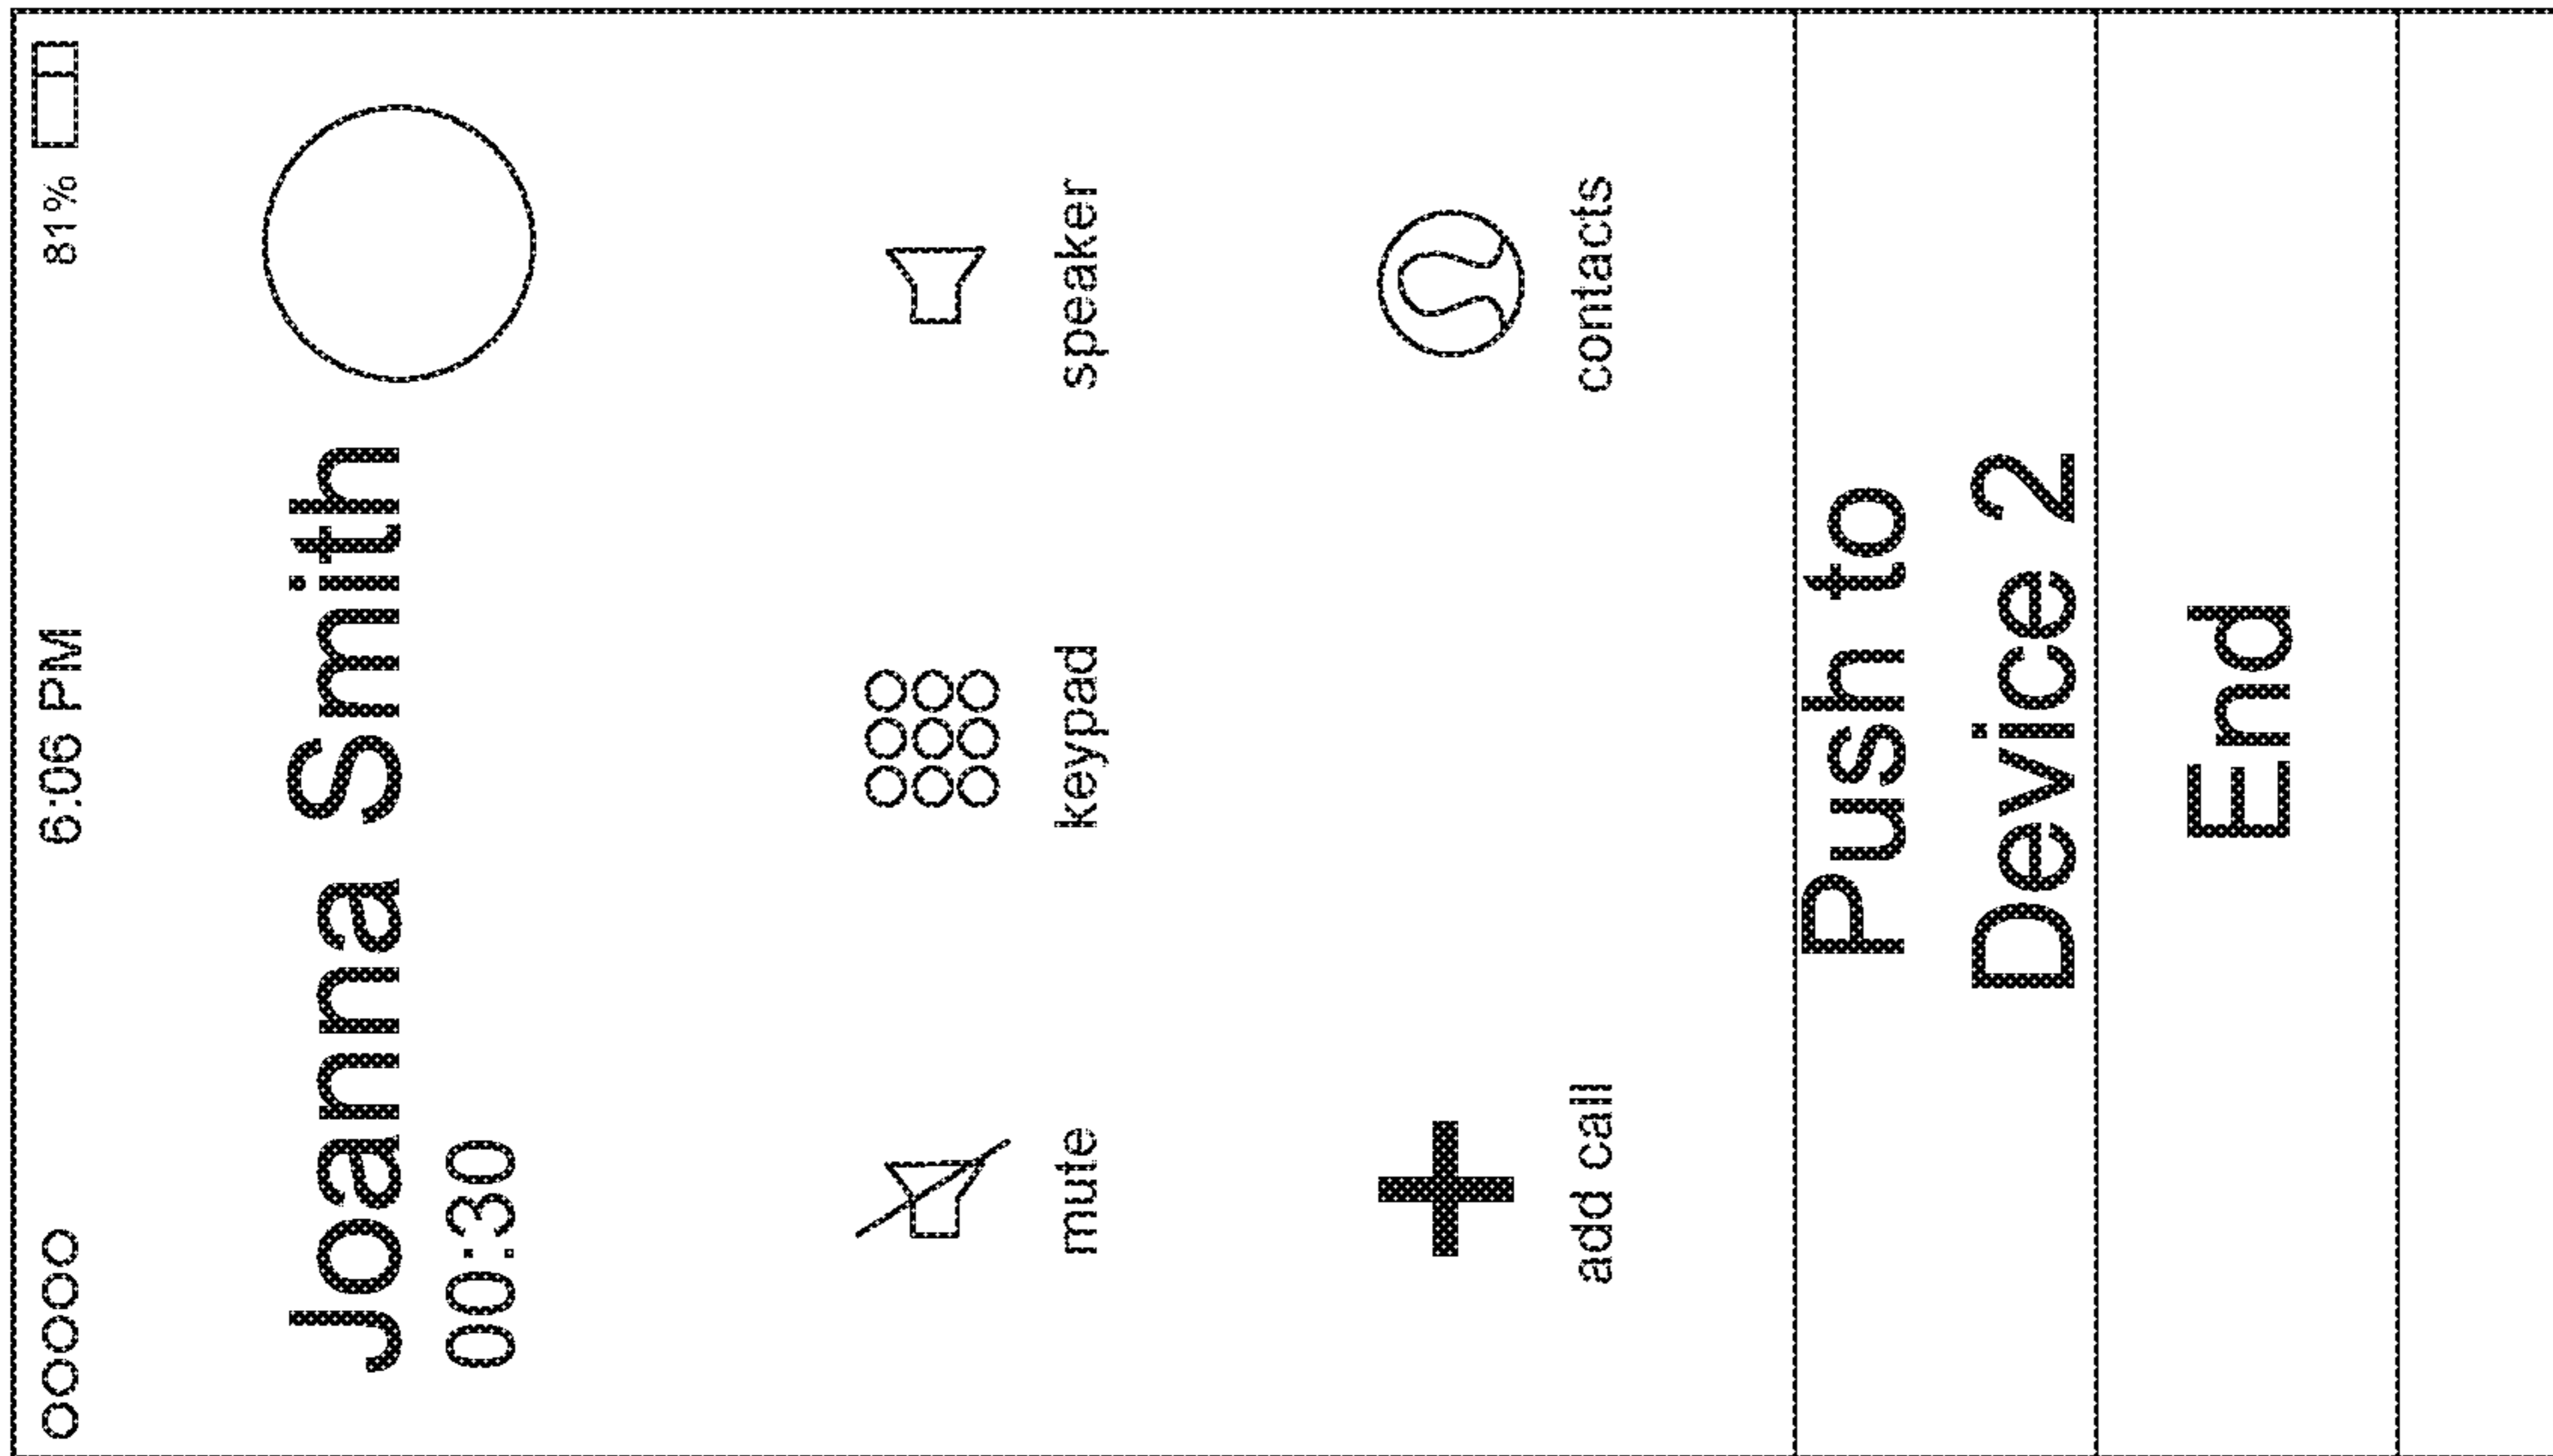 6:06 PM 81%
Joanna Smith
00:30
mute keypad speaker
add call contacts
Push to
Device 2
End